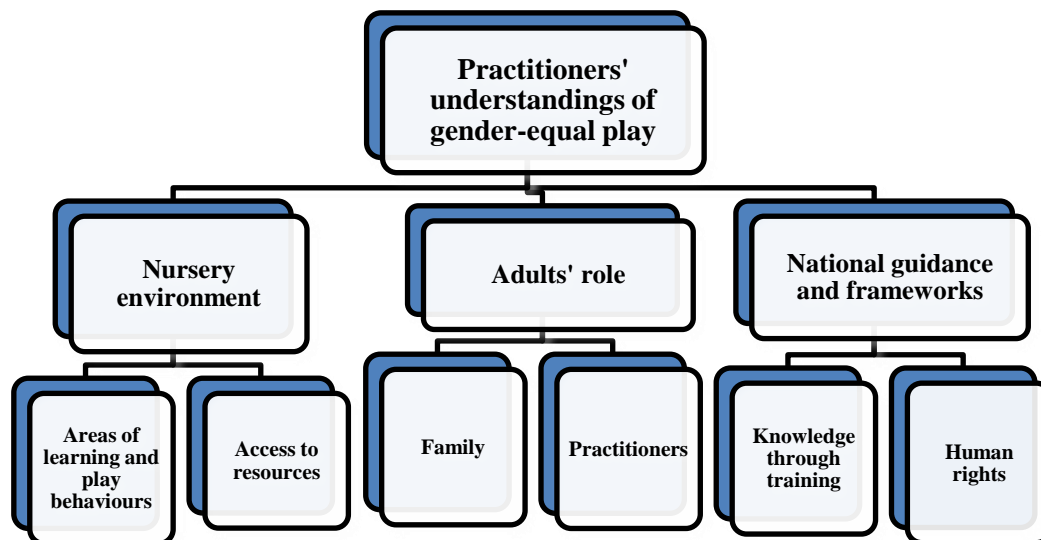 Practitioners'
understandings of
gender-equal play
Nursery
environment
Adults' role
National guidance
and frameworks
Areas of
learning and
play
behaviours
Access to
resources
Family
Practitioners
Knowledge
through
training
Human
rights